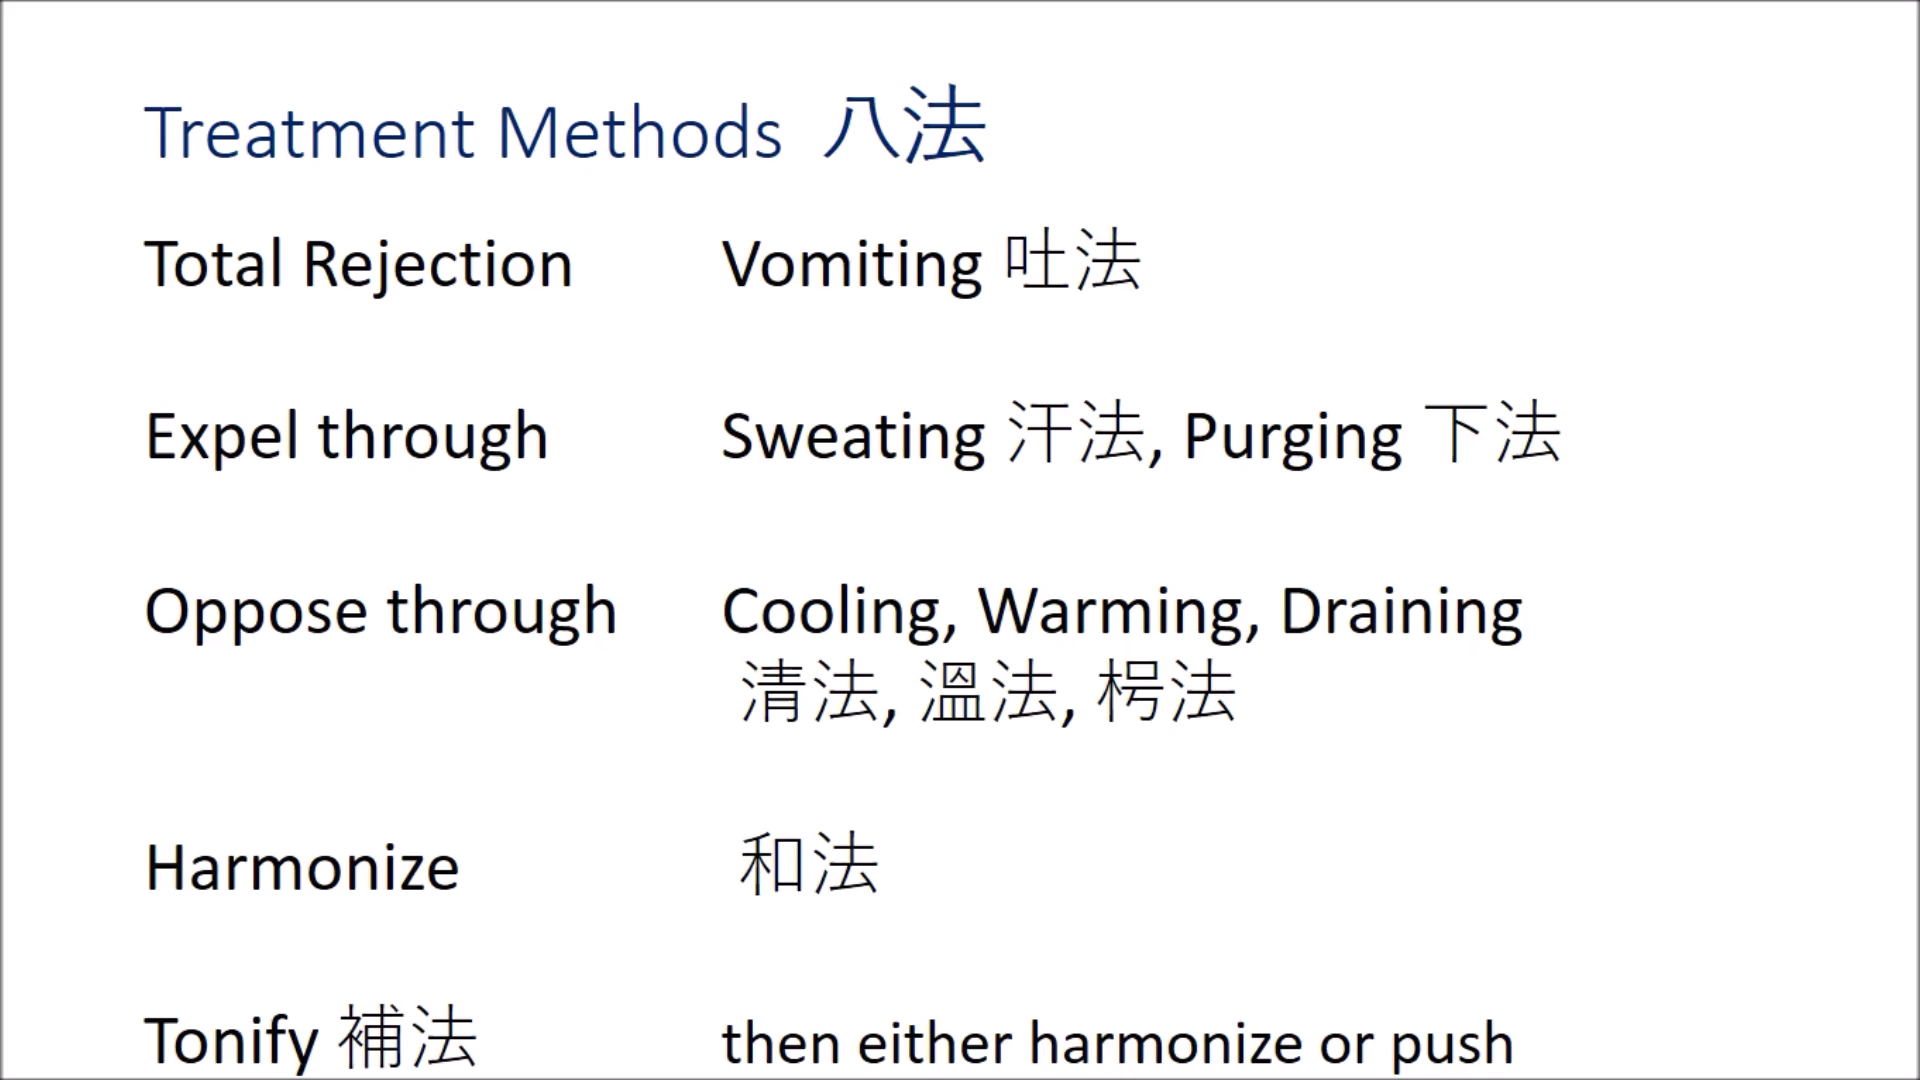 Treatment Methods 八法
Total Rejection Vomiting 吐法
Expel through Sweating 汗法, Purging 下法
Oppose through Cooling, Warming, Draining
清法, 溫法, 枵法
Harmonize 和法
Tonify 補法 then either harmonize or push